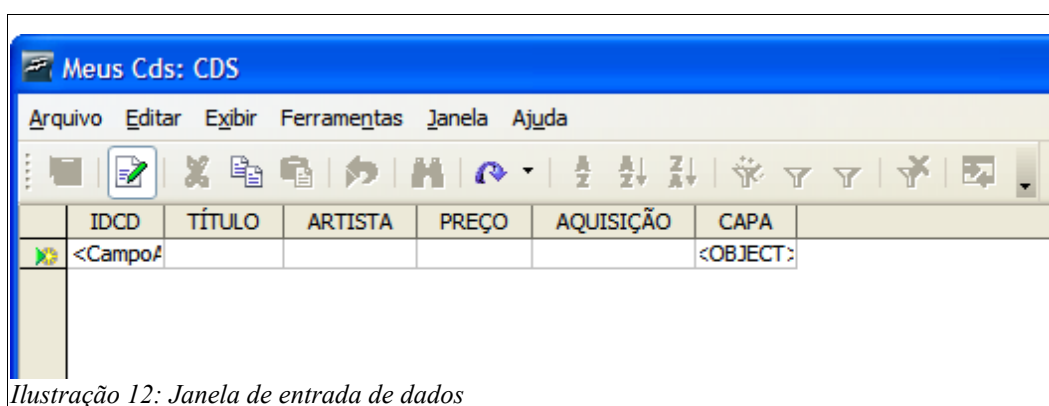 Meus Cds: CDS
Arquivo Editar Exibir Ferramentas Janela Ajuda
IDCD TÍTULO ARTISTA PREÇO AQUISIÇÃO CAPA
<CampoA <OBJECT>
Ilustração 12: Janela de entrada de dados